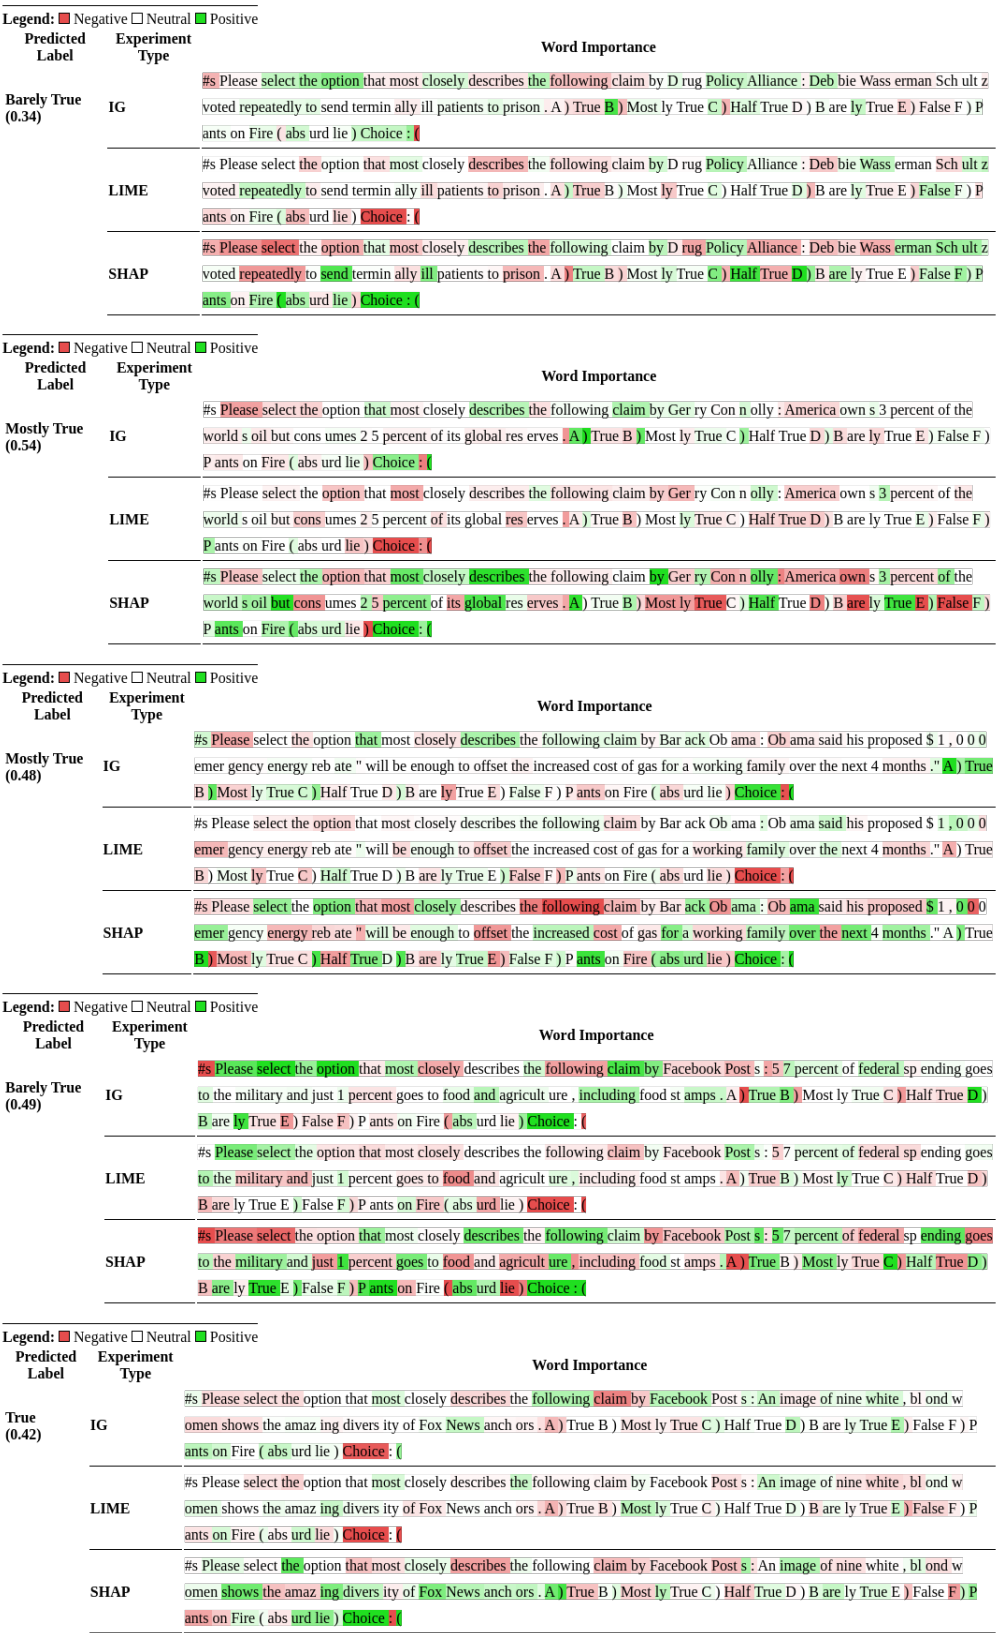 Legend: Negative Neutral Positive
Predicted Label Experiment Type Word Importance
Barely True (0.34)
IG
#s Please select the option that most closely describes the following claim by D rug Policy Alliance : Deb bie Wass erman Sch ult z
voted repeatedly to send termin ally ill patients to prison . A ) True B ) Most ly True C ) Half True D ) B are ly True E ) False F ) P
ants on Fire ( abs urd lie ) Choice : (
LIME
#s Please select the option that most closely describes the following claim by D rug Policy Alliance : Deb bie Wass erman Sch ult z
voted repeatedly to send termin ally ill patients to prison . A ) True B ) Most ly True C ) Half True D ) B are ly True E ) False F ) P
ants on Fire ( abs urd lie ) Choice : (
SHAP
#s Please select the option that most closely describes the following claim by D rug Policy Alliance : Deb bie Wass erman Sch ult z
voted repeatedly to send termin ally ill patients to prison . A ) True B ) Most ly True C ) Half True D ) B are ly True E ) False F ) P
ants on Fire ( abs urd lie ) Choice : (
Legend: Negative Neutral Positive
Predicted Label Experiment Type Word Importance
Mostly True (0.54)
IG
#s Please select the option that most closely describes the following claim by Ger ry Con n olly : America own s 3 percent of the
world s oil but cons umes 2 5 percent of its global res erves . A ) True B ) Most ly True C ) Half True D ) B are ly True E ) False F )
P ants on Fire ( abs urd lie ) Choice : (
LIME
#s Please select the option that most closely describes the following claim by Ger ry Con n olly : America own s 3 percent of the
world s oil but cons umes 2 5 percent of its global res erves . A ) True B ) Most ly True C ) Half True D ) B are ly True E ) False F )
P ants on Fire ( abs urd lie ) Choice : (
SHAP
#s Please select the option that most closely describes the following claim by Ger ry Con n olly : America own s 3 percent of the
world s oil but cons umes 2 5 percent of its global res erves . A ) True B ) Most ly True C ) Half True D ) B are ly True E ) False F )
P ants on Fire ( abs urd lie ) Choice : (
Legend: Negative Neutral Positive
Predicted Label Experiment Type Word Importance
Mostly True (0.48)
IG
#s Please select the option that most closely describes the following claim by Bar ack Ob ama : Ob ama said his proposed $ 1 , 0 0 0
emer gency energy reb ate " will be enough to offset the increased cost of gas for a working family over the next 4 months ." A ) True
B ) Most ly True C ) Half True D ) B are ly True E ) False F ) P ants on Fire ( abs urd lie ) Choice : (
LIME
#s Please select the option that most closely describes the following claim by Bar ack Ob ama : Ob ama said his proposed $ 1 , 0 0 0
emer gency energy reb ate " will be enough to offset the increased cost of gas for a working family over the next 4 months ." A ) True
B ) Most ly True C ) Half True D ) B are ly True E ) False F ) P ants on Fire ( abs urd lie ) Choice : (
SHAP
#s Please select the option that most closely describes the following claim by Bar ack Ob ama : Ob ama said his proposed $ 1 , 0 0 0
emer gency energy reb ate " will be enough to offset the increased cost of gas for a working family over the next 4 months ." A ) True
B ) Most ly True C ) Half True D ) B are ly True E ) False F ) P ants on Fire ( abs urd lie ) Choice : (
Legend: Negative Neutral Positive
Predicted Label Experiment Type Word Importance
Barely True (0.49)
IG
#s Please select the option that most closely describes the following claim by Facebook Post s : 5 7 percent of federal sp ending goes
to the military and just 1 percent goes to food and agricult ure , including food st amps . A ) True B ) Most ly True C ) Half True D )
B are ly True E ) False F ) P ants on Fire ( abs urd lie ) Choice : (
LIME
#s Please select the option that most closely describes the following claim by Facebook Post s : 5 7 percent of federal sp ending goes
to the military and just 1 percent goes to food and agricult ure , including food st amps . A ) True B ) Most ly True C ) Half True D )
B are ly True E ) False F ) P ants on Fire ( abs urd lie ) Choice : (
SHAP
#s Please select the option that most closely describes the following claim by Facebook Post s : 5 7 percent of federal sp ending goes
to the military and just 1 percent goes to food and agricult ure , including food st amps . A ) True B ) Most ly True C ) Half True D )
B are ly True E ) False F ) P ants on Fire ( abs urd lie ) Choice : (
Legend: Negative Neutral Positive
Predicted Label Experiment Type Word Importance
True (0.42)
IG
#s Please select the option that most closely describes the following claim by Facebook Post s : An image of nine white , bl ond w
omen shows the amaz ing divers ity of Fox News anch ors . A ) True B ) Most ly True C ) Half True D ) B are ly True E ) False F ) P
ants on Fire ( abs urd lie ) Choice : (
LIME
#s Please select the option that most closely describes the following claim by Facebook Post s : An image of nine white , bl ond w
omen shows the amaz ing divers ity of Fox News anch ors . A ) True B ) Most ly True C ) Half True D ) B are ly True E ) False F ) P
ants on Fire ( abs urd lie ) Choice : (
SHAP
#s Please select the option that most closely describes the following claim by Facebook Post s : An image of nine white , bl ond w
omen shows the amaz ing divers ity of Fox News anch ors . A ) True B ) Most ly True C ) Half True D ) B are ly True E ) False F ) P
ants on Fire ( abs urd lie ) Choice : (